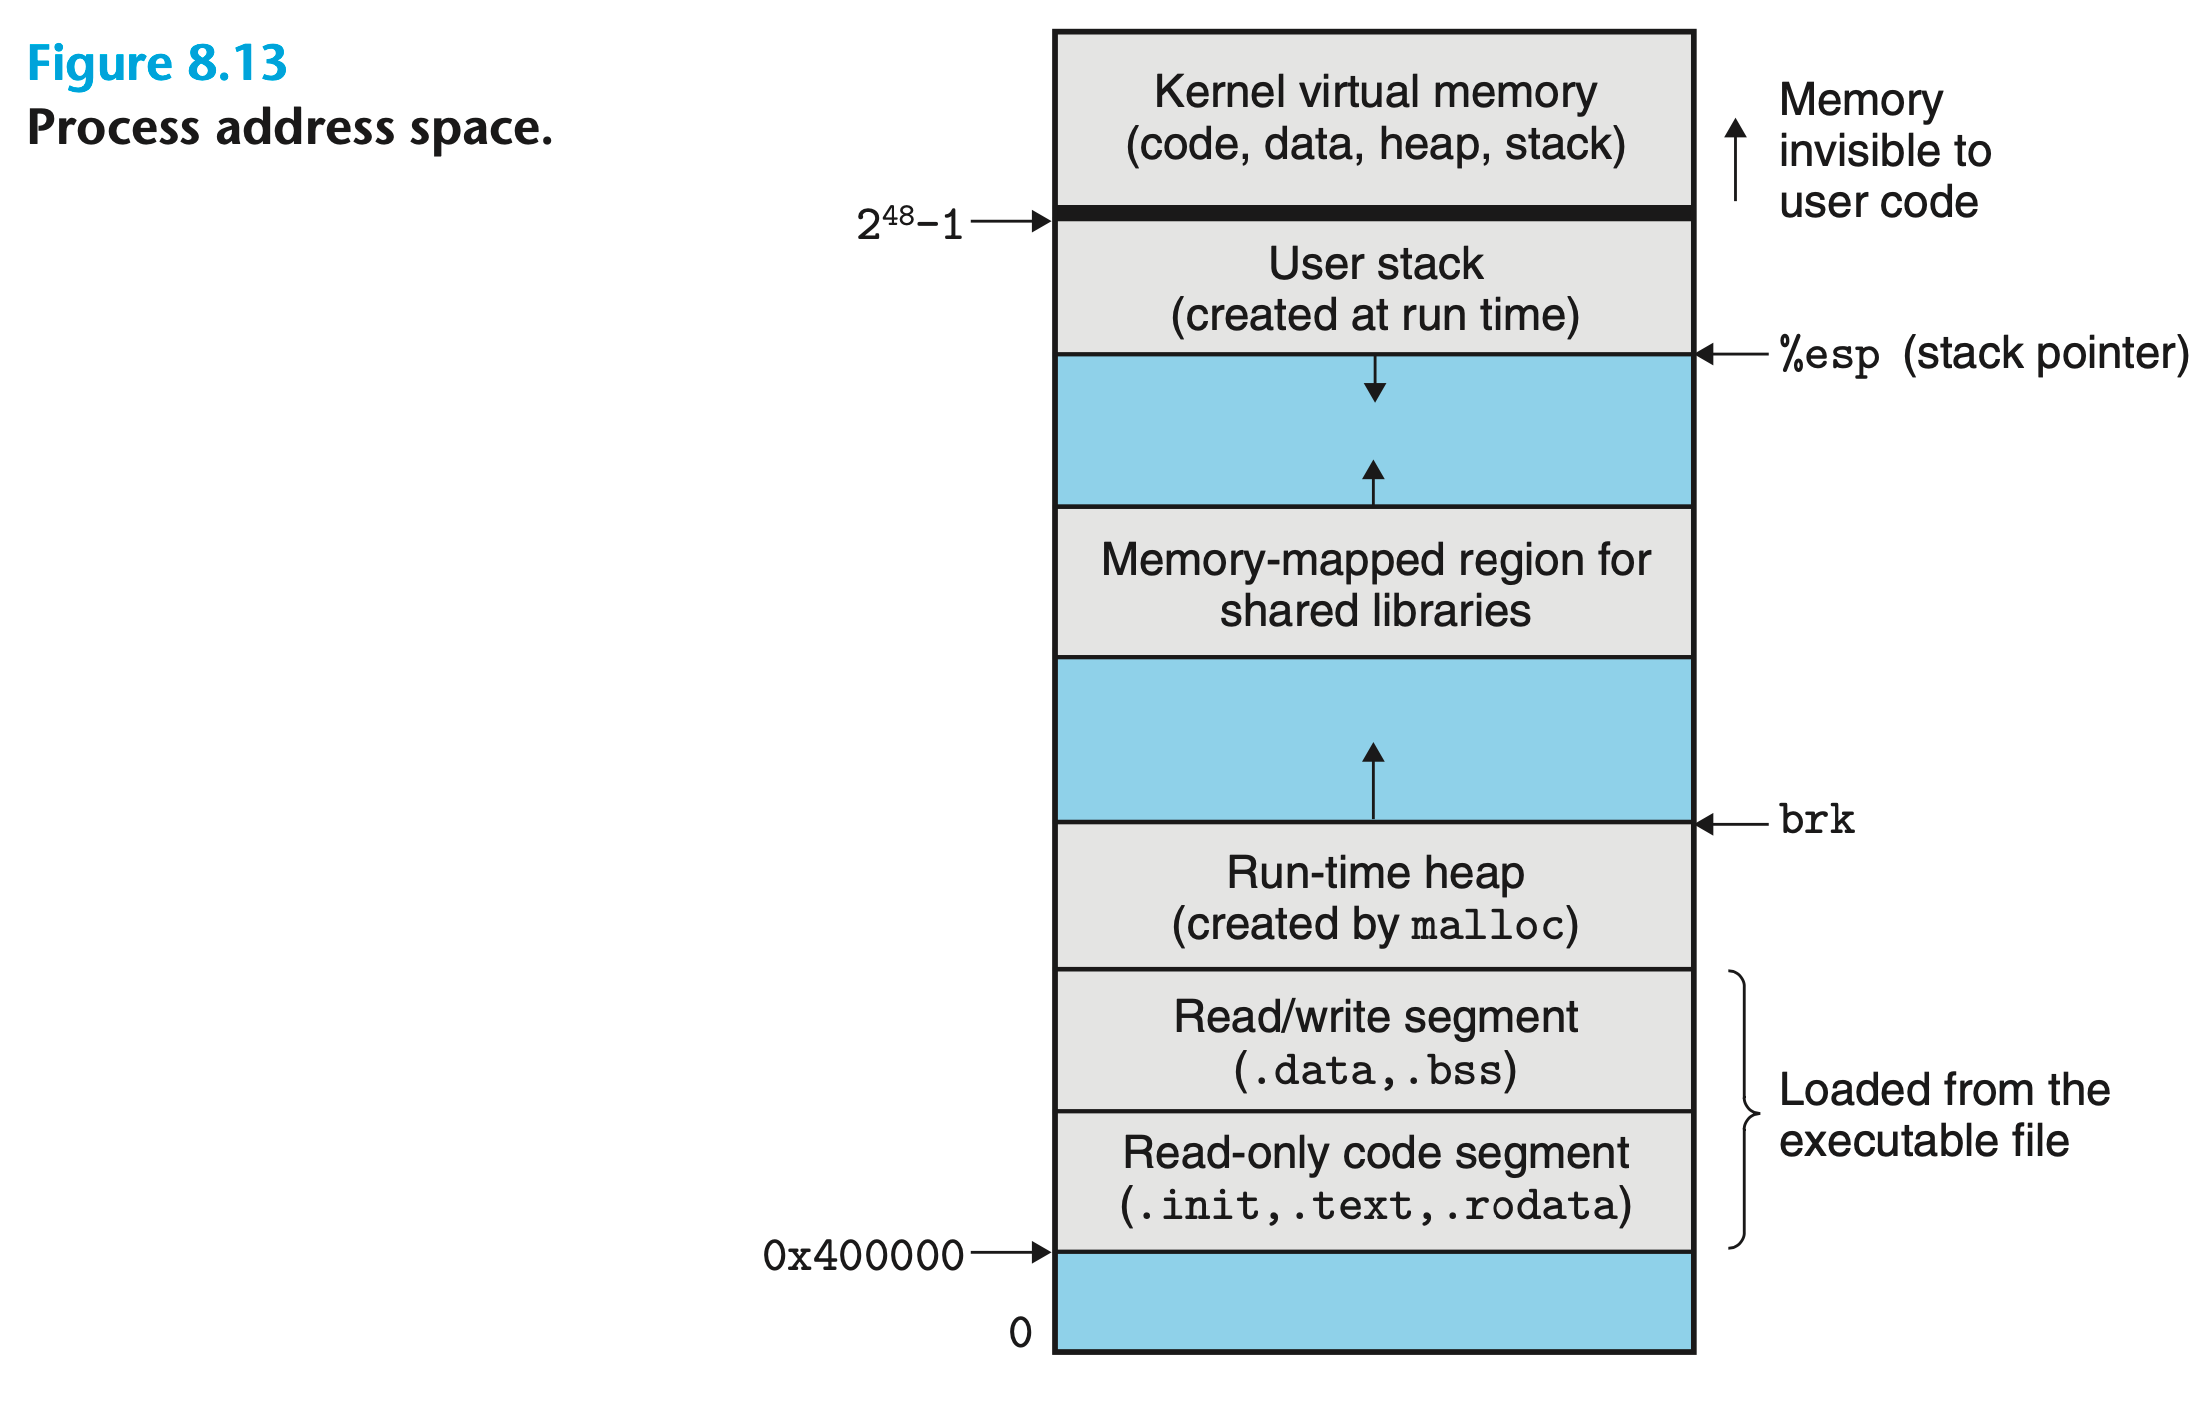 Figure 8.13
Process address space.
Kernel virtual memory
(code, data, heap, stack)
Memory
invisible to
user code
2⁴⁸–1
User stack
(created at run time)
%esp (stack pointer)
Memory-mapped region for
shared libraries
brk
Run-time heap
(created by malloc)
Read/write segment
(.data,.bss)
Loaded from the
executable file
Read-only code segment
(.init,.text,.rodata)
0x400000
0